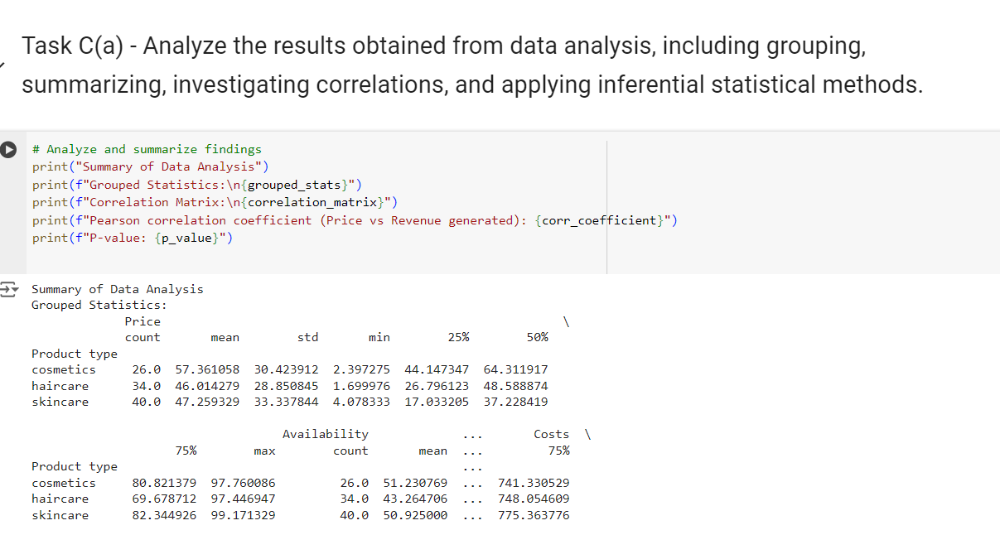 Task C(a) - Analyze the results obtained from data analysis, including grouping,
summarizing, investigating correlations, and applying inferential statistical methods.
# Analyze and summarize findings
print("Summary of Data Analysis")
print(f"Grouped Statistics:\n{grouped_stats}")
print(f"Correlation Matrix:\n{correlation_matrix}")
print(f"Pearson correlation coefficient (Price vs Revenue generated): {corr_coefficient}")
print(f"P-value: {p_value}")
Summary of Data Analysis
Grouped Statistics:
Price \
count mean std min 25% 50%
Product type
cosmetics 26.0 57.361058 30.423912 2.397275 44.147347 64.311917
haircare 34.0 46.014279 28.850845 1.699976 26.796123 48.588874
skincare 40.0 47.259329 33.337844 4.078333 17.033205 37.228419
Availability ... Costs \
75% max count mean ... 75%
Product type ...
cosmetics 80.821379 97.760086 26.0 51.230769 ... 741.330529
haircare 69.678712 97.446947 34.0 43.264706 ... 748.054609
skincare 82.344926 99.171329 40.0 50.925000 ... 775.363776